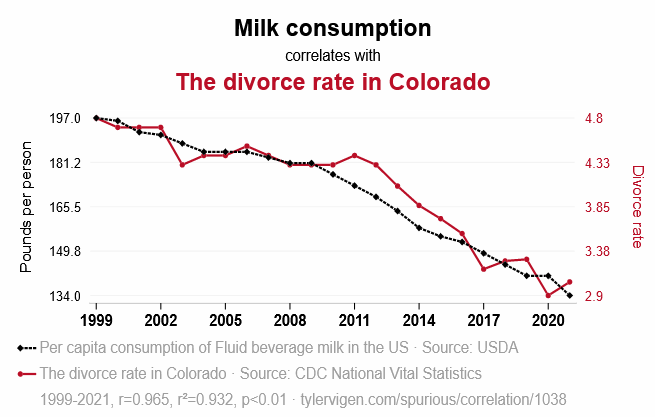 Milk consumption
correlates with
The divorce rate in Colorado
197.0
181.2
165.5
149.8
134.0
Pounds per person
4.8
4.33
3.85
3.38
2.9
Divorce rate
1999 2002 2005 2008 2011 2014 2017 2020
Per capita consumption of Fluid beverage milk in the US · Source: USDA
The divorce rate in Colorado · Source: CDC National Vital Statistics
1999-2021, r=0.965, r²=0.932, p<0.01 · tylervigen.com/spurious/correlation/1038